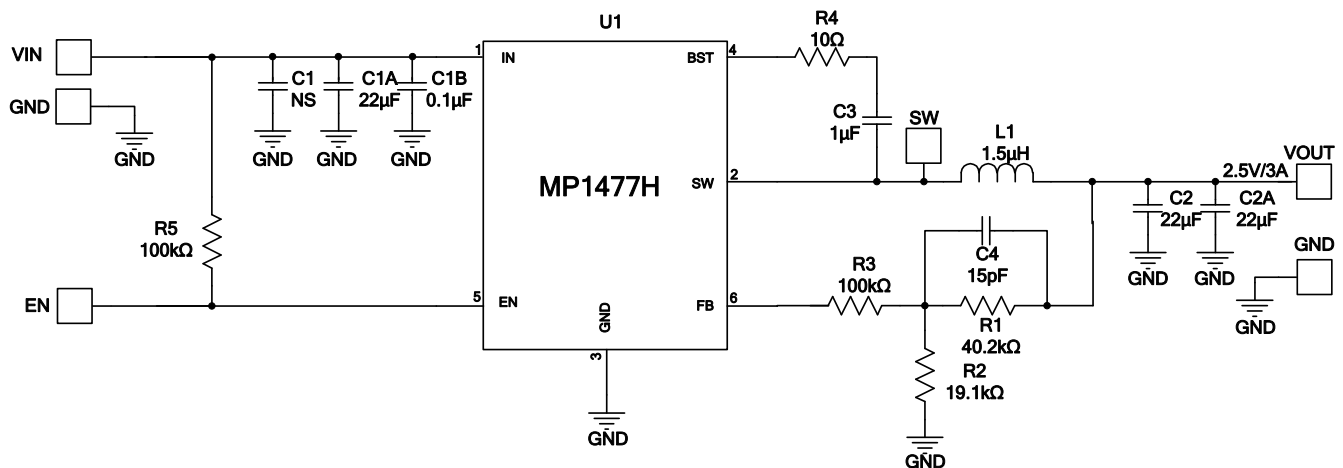 U1
R4
10Ω
VIN
1
IN
BST
4
C1
NS
C1A
22µF
C1B
0.1µF
GND
GND
GND
GND
GND
C3
1µF
SW
L1
1.5µH
MP1477H
SW
2
2.5V/3A
VOUT
C2
22µF
C2A
22µF
GND
GND
GND
GND
R5
100kΩ
C4
15pF
R3
100kΩ
EN
5
EN
FB
6
GND
3
R1
40.2kΩ
R2
19.1kΩ
GND
GND